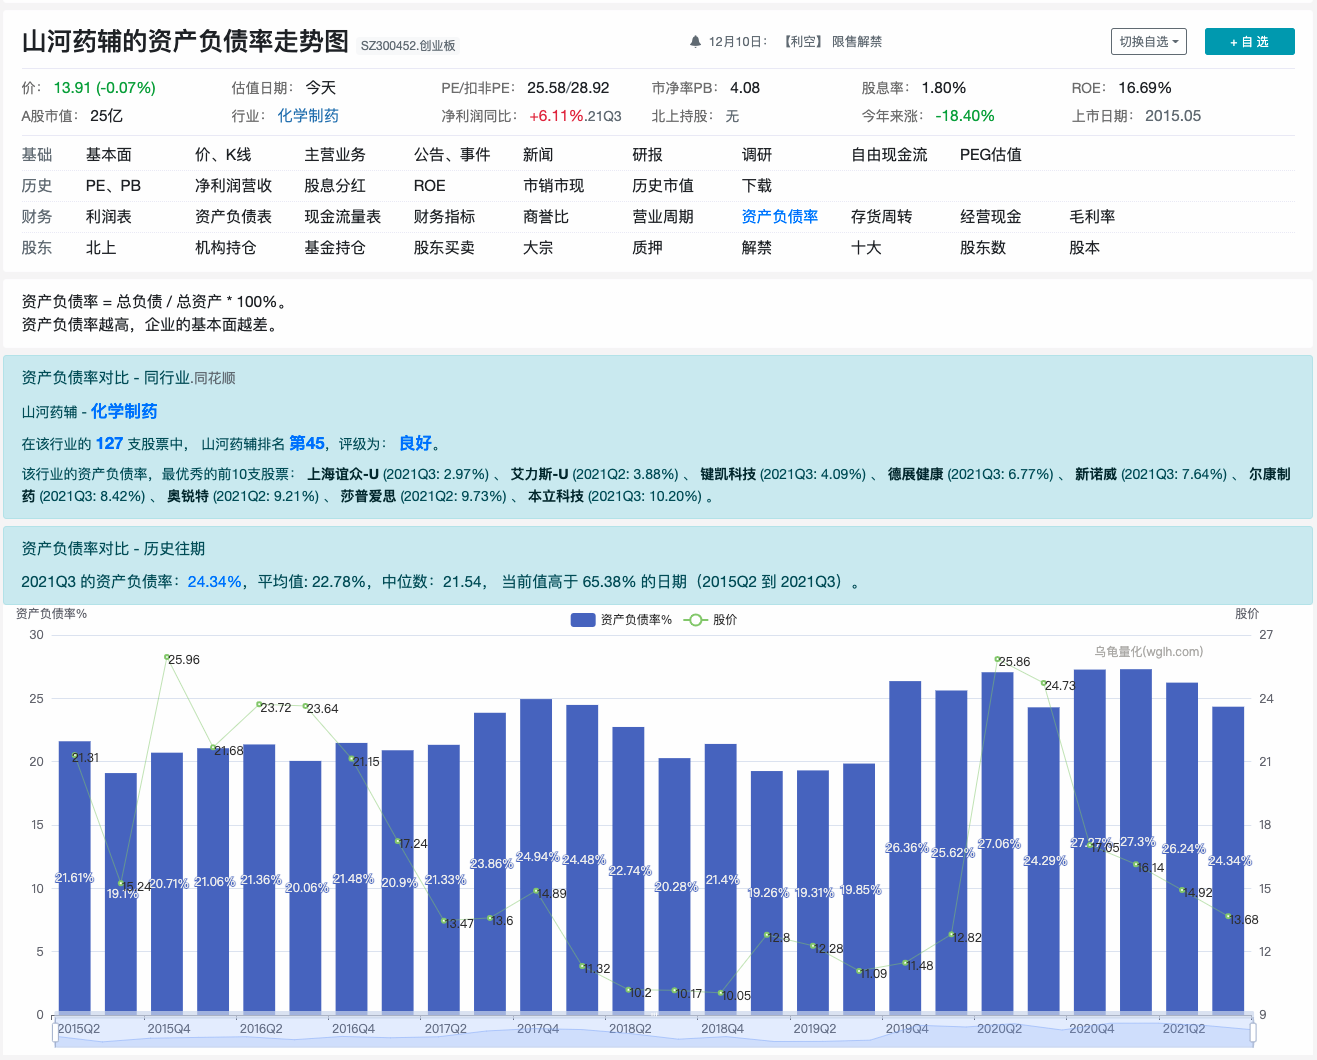 山河药辅的资产负债率走势图 SZ300452.创业板 12月10日： 【利空】 限售解禁 切换自选 + 自 选
价： 13.91 (-0.07%) 估值日期： 今天 PE/扣非PE： 25.58/28.92 市净率PB： 4.08 股息率： 1.80% ROE： 16.69%
A股市值： 25亿 行业： 化学制药 净利润同比： +6.11%.21Q3 北上持股： 无 今年来涨： -18.40% 上市日期： 2015.05
基础 基本面 价、K线 主营业务 公告、事件 新闻 研报 调研 自由现金流 PEG估值
历史 PE、PB 净利润营收 股息分红 ROE 市销市现 历史市值 下载
财务 利润表 资产负债表 现金流量表 财务指标 商誉比 营业周期 资产负债率 存货周转 经营现金 毛利率
股东 北上 机构持仓 基金持仓 股东买卖 大宗 质押 解禁 十大 股东数 股本
资产负债率 = 总负债 / 总资产 * 100%。
资产负债率越高，企业的基本面越差。
资产负债率对比 - 同行业.同花顺
山河药辅 - 化学制药
在该行业的 127 支股票中， 山河药辅排名 第45，评级为： 良好。
该行业的资产负债率，最优秀的前10支股票： 上海谊众-U (2021Q3: 2.97%) 、 艾力斯-U (2021Q2: 3.88%) 、 键凯科技 (2021Q3: 4.09%) 、 德展健康 (2021Q3: 6.77%) 、 新诺威 (2021Q3: 7.64%) 、 尔康制
药 (2021Q3: 8.42%) 、 奥锐特 (2021Q2: 9.21%) 、 莎普爱思 (2021Q2: 9.73%) 、 本立科技 (2021Q3: 10.20%) 。
资产负债率对比 - 历史往期
2021Q3 的资产负债率：24.34%，平均值: 22.78%，中位数：21.54， 当前值高于 65.38% 的日期（2015Q2 到 2021Q3）。
资产负债率% 资产负债率% 股价 股价
30 27
乌龟量化(wglh.com)
25.96 25.86
24.73
25 23.72 23.64 24
21.31 21.68 21.15
20 21
15 18
17.24 17.05
16.14
21.61% 19.1% 20.71% 21.06% 21.36% 20.06% 21.48% 20.9% 21.33% 23.86% 24.94% 24.48% 22.74% 20.28% 21.4% 19.26% 19.31% 19.85% 26.36% 25.62% 27.06% 24.29% 27.27% 27.3% 26.24% 24.34%
10 15
15.24 14.89 14.92
13.47 13.6 13.68
12.8 12.28 12.82
5 12
11.32 11.09 11.48
10.2 10.17 10.05
0 9
2015Q2 2015Q4 2016Q2 2016Q4 2017Q2 2017Q4 2018Q2 2018Q4 2019Q2 2019Q4 2020Q2 2020Q4 2021Q2